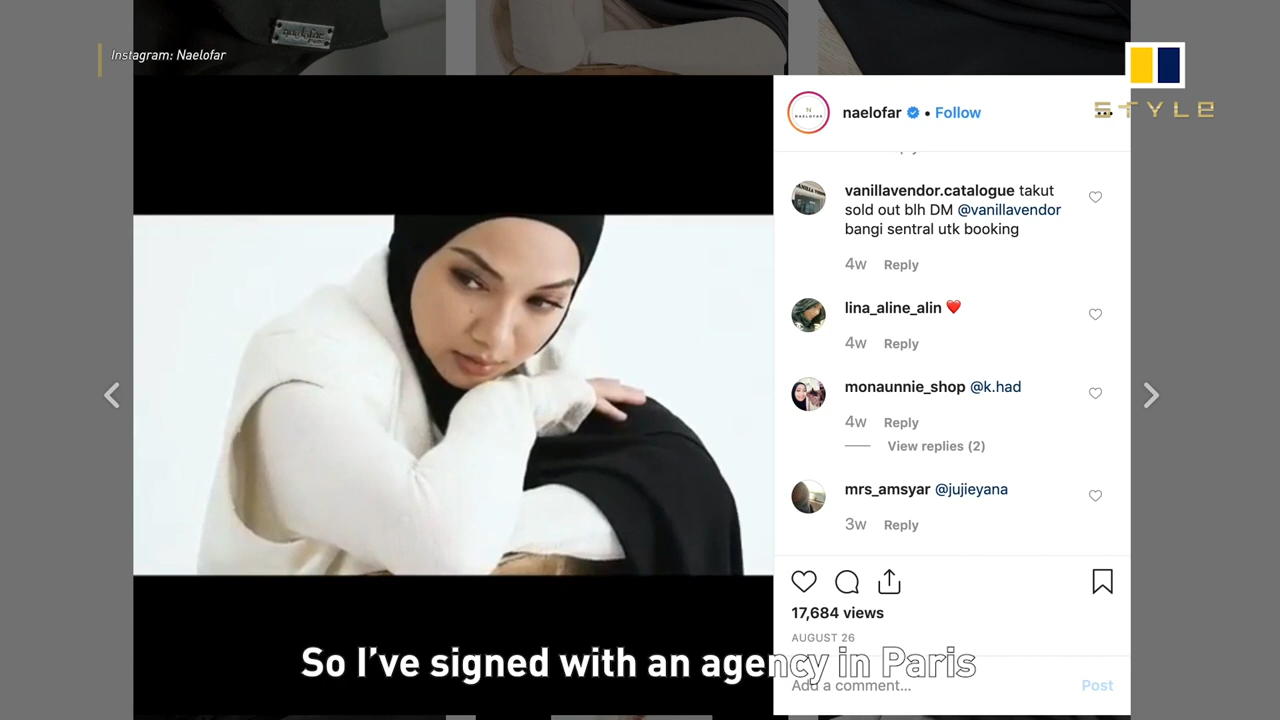 naelofar
Instagram: Naelofar
STYLE
NAELOFAR
naelofar • Follow
vanillavendor.catalogue takut
sold out blh DM @vanillavendor
bangi sentral utk booking
4w Reply
lina_aline_alin ❤️
4w Reply
monaunnie_shop @k.had
4w Reply
View replies (2)
mrs_amsyar @jujieyana
3w Reply
17,684 views
AUGUST 26
So I've signed with an agency in Paris
Add a comment...
Post